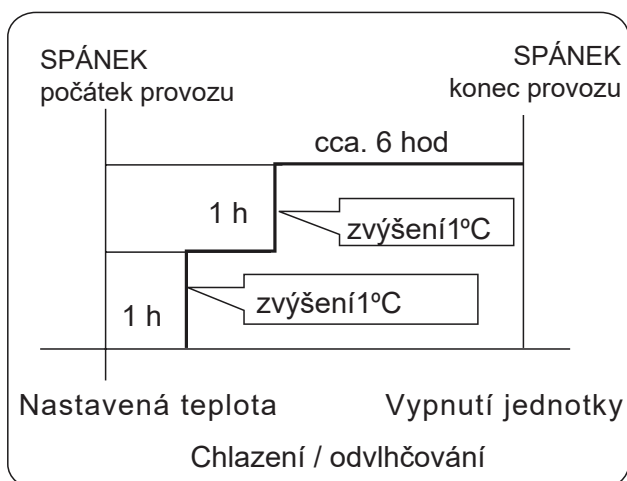 SPÁNEK
počátek provozu
SPÁNEK
konec provozu
cca. 6 hod
1 h
zvýšení1ºC
1 h
zvýšení1ºC
Nastavená teplota
Vypnutí jednotky
Chlazení / odvlhčování